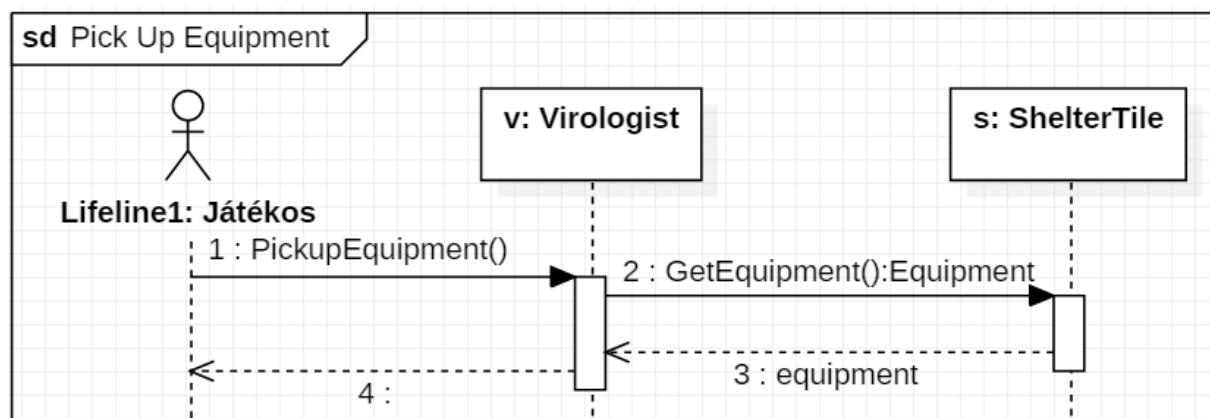 sd Pick Up Equipment
v: Virologist
s: ShelterTile
Lifeline1: Játékos
1 : PickupEquipment()
2 : GetEquipment():Equipment
3 : equipment
4 :